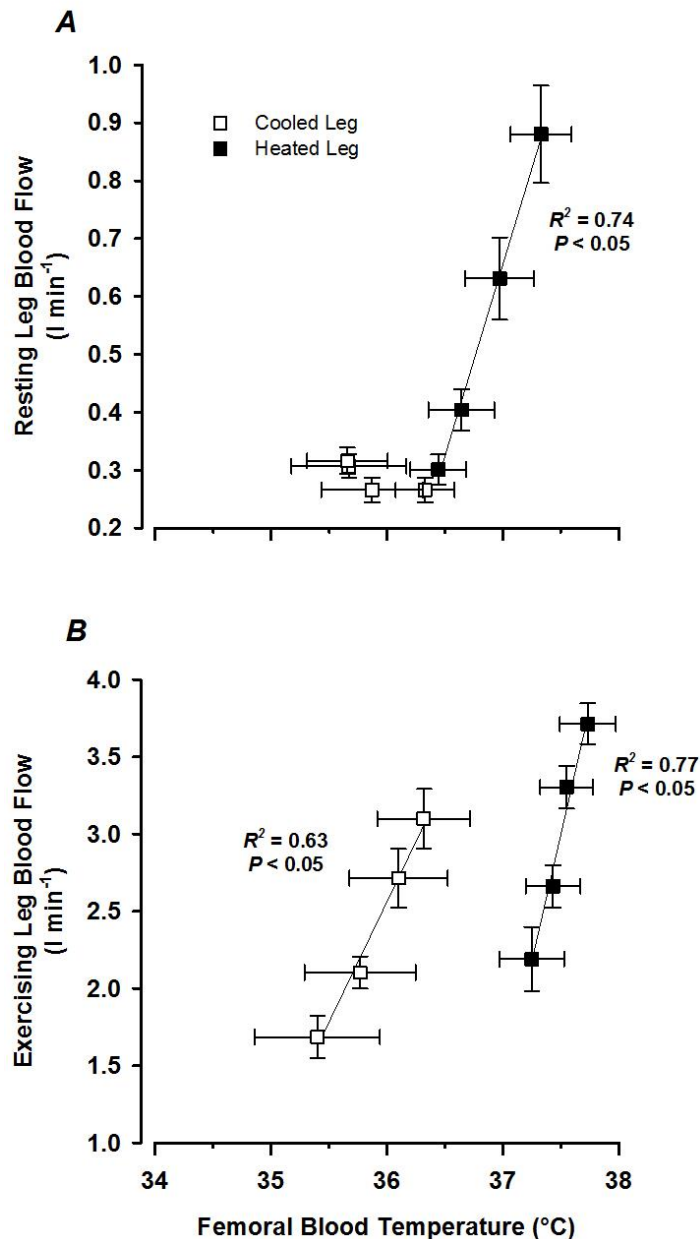 A
1.0
0.9
0.8
0.7
0.6
0.5
0.4
0.3
0.2
Resting Leg Blood Flow
(l min⁻¹)
Cooled Leg
Heated Leg
R² = 0.74
P < 0.05
B
4.0
3.5
3.0
2.5
2.0
1.5
1.0
Exercising Leg Blood Flow
(l min⁻¹)
R² = 0.63
P < 0.05
R² = 0.77
P < 0.05
34 35 36 37 38
Femoral Blood Temperature (°C)